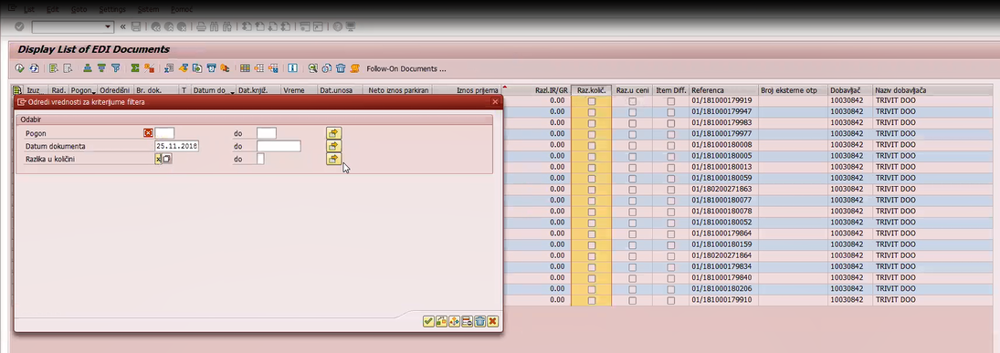 List Edit Goto Settings Sistem Pomoć
«
Display List of EDI Documents
Follow-On Documents ...
Izuz Rad. Pogon Odredišni Br. dok. T Datum do Dat.knjiž. Vreme Dat.unosa Neto iznos parkiran Iznos prijema Razl.IR/GR Raz.količ. Raz.u ceni Item Diff. Referenca Broj eksterne otp Dobavljač Naziv dobavljača
Odredi vrednosti za kriterijume filtera
Odabir
Pogon do
Datum dokumenta 25.11.2018 do
Razlika u količini X do
0.00 01/181000179919 10030842 TRIVIT DOO
0.00 01/181000179947 10030842 TRIVIT DOO
0.00 01/181000179983 10030842 TRIVIT DOO
0.00 01/181000179977 10030842 TRIVIT DOO
0.00 01/181000180008 10030842 TRIVIT DOO
0.00 01/181000180005 10030842 TRIVIT DOO
0.00 01/181000180013 10030842 TRIVIT DOO
0.00 01/181000180059 10030842 TRIVIT DOO
0.00 01/180200271863 10030842 TRIVIT DOO
0.00 01/181000180077 10030842 TRIVIT DOO
0.00 01/181000180078 10030842 TRIVIT DOO
0.00 01/181000180052 10030842 TRIVIT DOO
0.00 01/181000179864 10030842 TRIVIT DOO
0.00 01/181000180159 10030842 TRIVIT DOO
0.00 01/180200271864 10030842 TRIVIT DOO
0.00 01/181000179834 10030842 TRIVIT DOO
0.00 01/181000179840 10030842 TRIVIT DOO
0.00 01/181000180206 10030842 TRIVIT DOO
0.00 01/181000179910 10030842 TRIVIT DOO